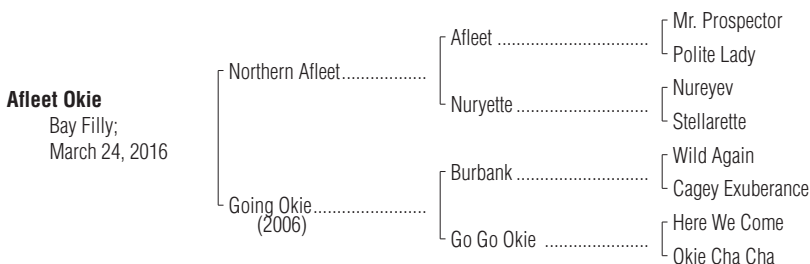 Afleet Okie
Bay Filly;
March 24, 2016
Northern Afleet..................
Going Okie.......................
(2006)
Afleet ...............................
Nuryette ...........................
Burbank ...........................
Go Go Okie .....................
Mr. Prospector
Polite Lady
Nureyev
Stellarette
Wild Again
Cagey Exuberance
Here We Come
Okie Cha Cha